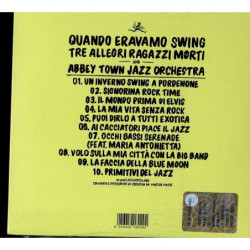 QUANDO ERAVAMO SWING
TRE ALLEGRI RAGAZZI MORTI
AND
ABBEY TOWN JAZZ ORCHESTRA
01. UN INVERNO SWING A PORDENONE
02. SIGNORINA ROCK TIME
03. IL MONDO PRIMA DI ELVIS
04. LA MIA VITA SENZA ROCK
05. PUOI DIRLO A TUTTI EXOTICA
06. AI CACCIATORI PIACE IL JAZZ
07. OCCHI BASSI SERENADE
(FEAT. MARIA ANTONIETTA)
08. VOLO SULLA MIA CITTÀ CON LA BIG BAND
09. LA FACCIA DELLA BLUE MOON
10. PRIMITIVI DEL JAZZ